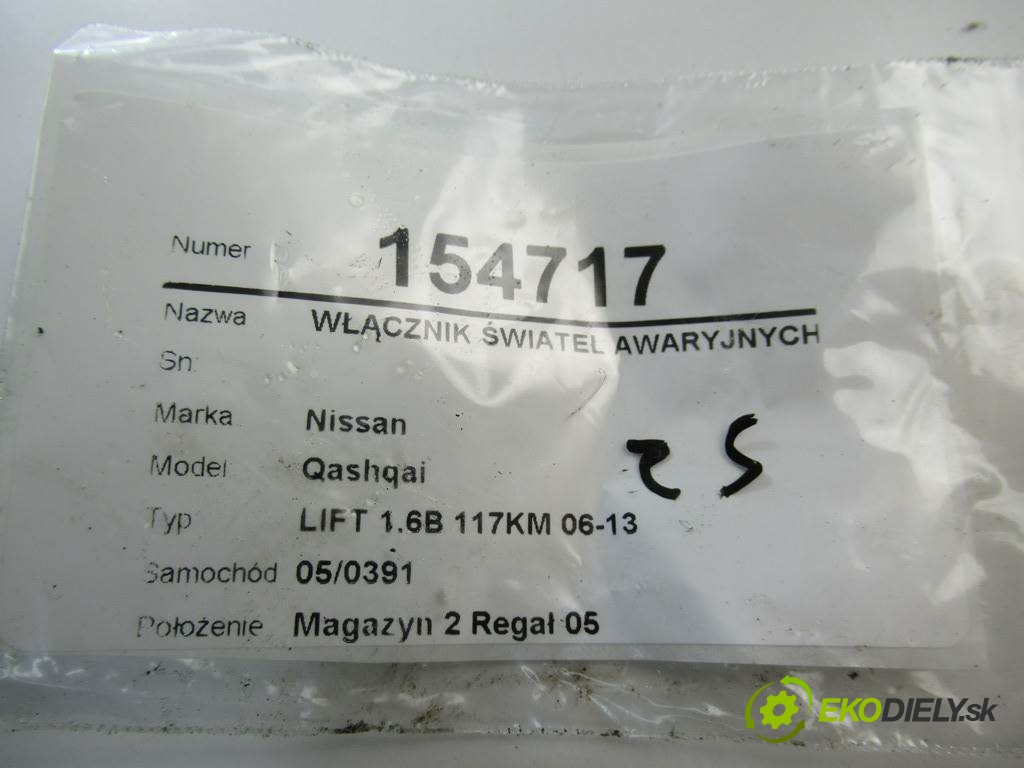 Numer 154717
Nazwa WŁĄCZNIK ŚWIATEŁ AWARYJNYCH
Sn:
Marka Nissan
Model Qashqai
Typ LIFT 1.6B 117KM 06-13
Samochód 05/0391
Położenie Magazyn 2 Regał 05
EKODIELY.sk